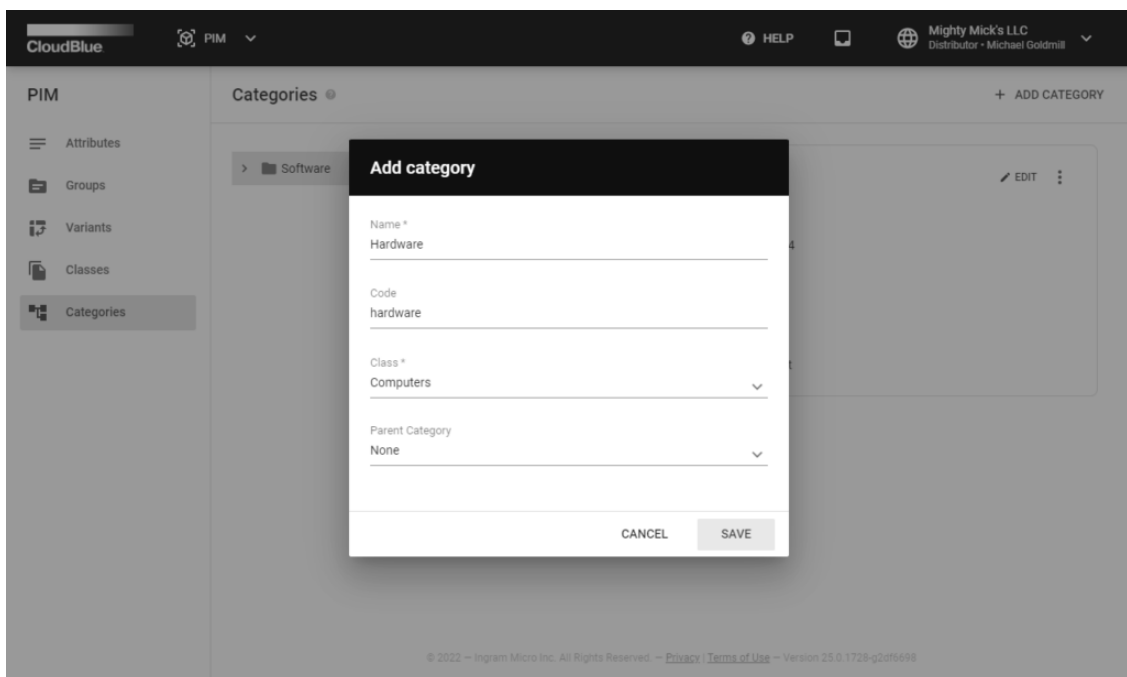 CloudBlue
PIM
HELP
Mighty Mick's LLC
Distributor • Michael Goldmill
PIM
Categories
+ ADD CATEGORY
Attributes
Groups
Variants
Classes
Categories
Software
EDIT
4
t
Add category
Name *
Hardware
Code
hardware
Class *
Computers
Parent Category
None
CANCEL
SAVE
© 2022 – Ingram Micro Inc. All Rights Reserved. – Privacy | Terms of Use – Version 25.0.1728-g2df6698